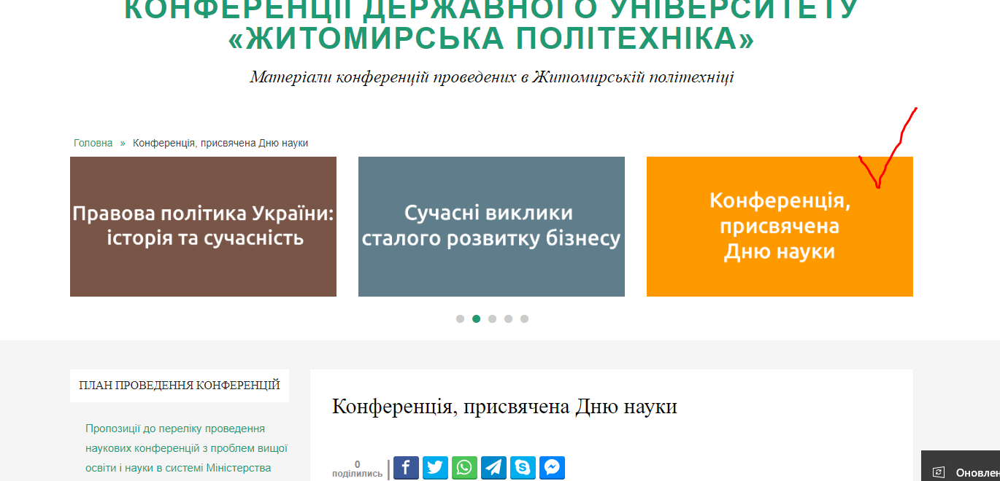 КОНФЕРЕНЦІЇ ДЕРЖАВНОГО УНІВЕРСИТЕТУ
«ЖИТОМИРСЬКА ПОЛІТЕХНІКА»
Матеріали конференцій проведених в Житомирській політехніці
Головна » Конференція, присвячена Дню науки
Правова політика України:
історія та сучасність
Сучасні виклики
сталого розвитку бізнесу
Конференція,
присвячена
Дню науки
ПЛАН ПРОВЕДЕННЯ КОНФЕРЕНЦІЙ
Пропозиції до переліку проведення
наукових конференцій з проблем вищої
освіти і науки в системі Міністерства
Конференція, присвячена Дню науки
0
поділились
Оновлен